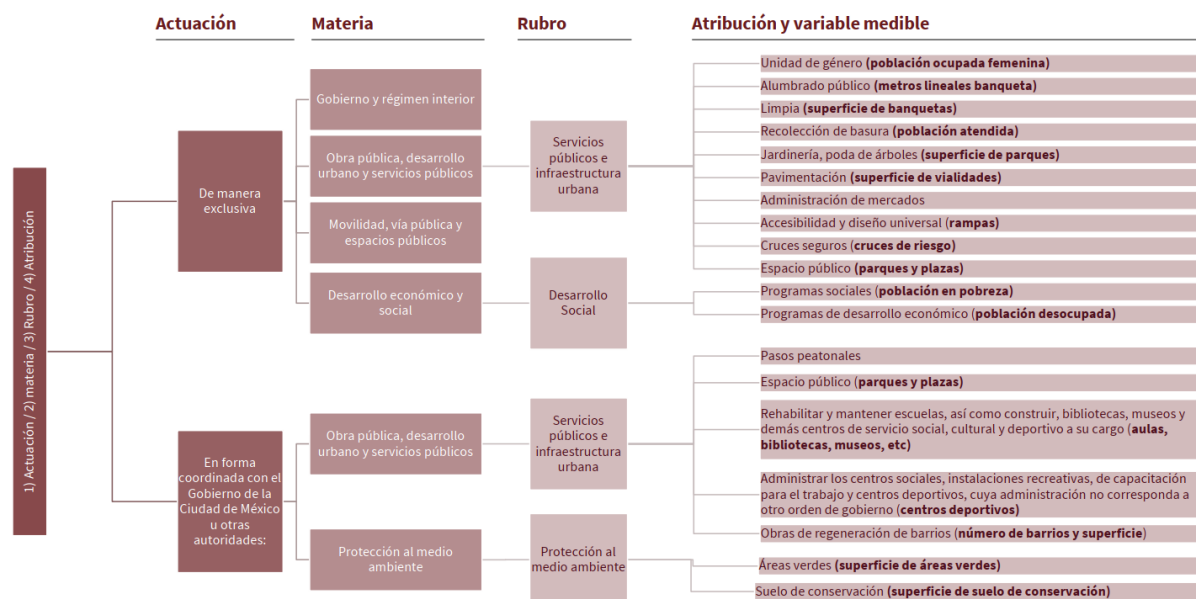 Actuación
Materia
Rubro
Atribución y variable medible
1) Actuación / 2) materia / 3) Rubro / 4) Atribución
De manera
exclusiva
Gobierno y régimen interior
Obra pública, desarrollo
urbano y servicios públicos
Movilidad, vía pública y
espacios públicos
Desarrollo económico y
social
Servicios
públicos e
infraestructura
urbana
Desarrollo
Social
Unidad de género (población ocupada femenina)
Alumbrado público (metros lineales banqueta)
Limpia (superficie de banquetas)
Recolección de basura (población atendida)
Jardinería, poda de árboles (superficie de parques)
Pavimentación (superficie de vialidades)
Administración de mercados
Accesibilidad y diseño universal (rampas)
Cruces seguros (cruces de riesgo)
Espacio público (parques y plazas)
Programas sociales (población en pobreza)
Programas de desarrollo económico (población desocupada)
En forma
coordinada con el
Gobierno de la
Ciudad de México
u otras
autoridades:
Obra pública, desarrollo
urbano y servicios públicos
Protección al medio
ambiente
Servicios
públicos e
infraestructura
urbana
Protección al
medio ambiente
Pasos peatonales
Espacio público (parques y plazas)
Rehabilitar y mantener escuelas, así como construir, bibliotecas, museos y
demás centros de servicio social, cultural y deportivo a su cargo (aulas,
bibliotecas, museos, etc)
Administrar los centros sociales, instalaciones recreativas, de capacitación
para el trabajo y centros deportivos, cuya administración no corresponda a
otro orden de gobierno (centros deportivos)
Obras de regeneración de barrios (número de barrios y superficie)
Áreas verdes (superficie de áreas verdes)
Suelo de conservación (superficie de suelo de conservación)